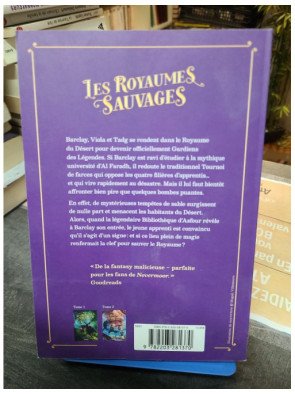 LES ROYAUMES
SAUVAGES
Barclay, Viola et Tadg se rendent dans le Royaume
du Désert pour devenir officiellement Gardiens
des Légendes. Si Barclay est ravi d'étudier à la mythique
université d'Al Faradh, il redoute le traditionnel Tournoi
de farces qui oppose les quatre filières d'apprentis...
et qui vire rapidement au désastre. Mais il lui faut bientôt
affronter bien pire que quelques bombes puantes.
En effet, de mystérieuses tempêtes de sable surgissent
de nulle part et menacent les habitants du Désert.
Alors, quand la légendaire Bibliothèque d'Asfour révèle
à Barclay son entrée, le jeune apprenti est convaincu
qu'il s'agit d'un signe : et si ce lieu plein de magie
renfermait la clef pour sauver le Royaume ?
« De la fantasy malicieuse – parfaite
pour les fans de Nevermoor. »
Goodreads
Tome 1
Tome 2